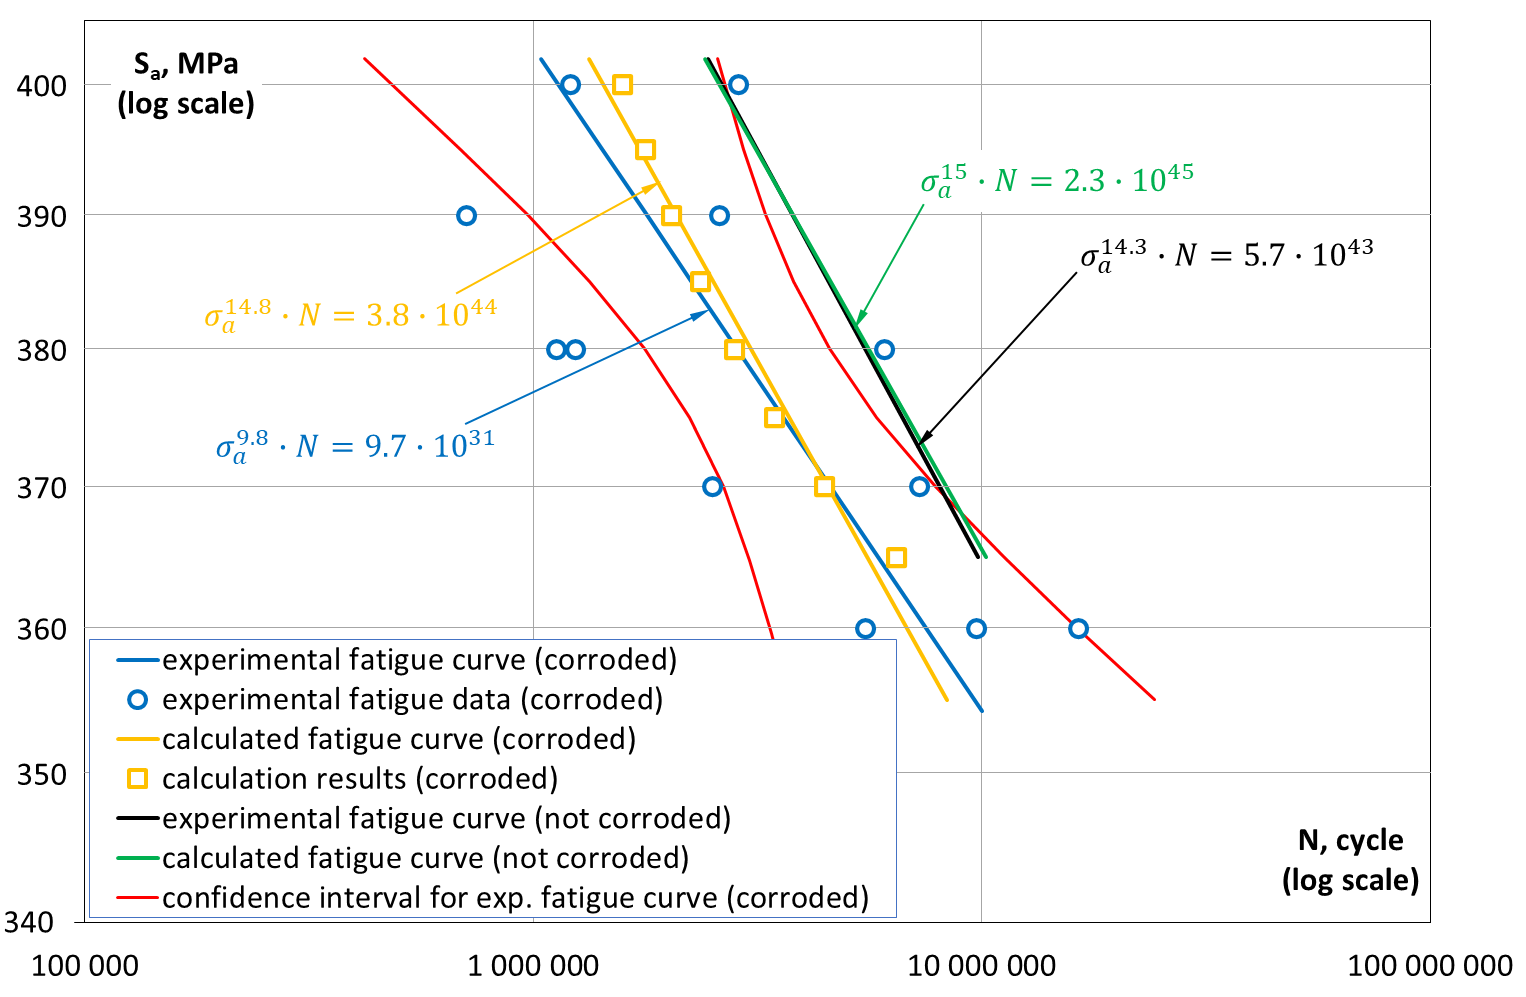 Sₐ, MPa
(log scale)
400
390
380
370
360
350
340
σₐ¹⁵ · N = 2.3 · 10⁴⁵
σₐ¹⁴·³ · N = 5.7 · 10⁴³
σₐ¹⁴·⁸ · N = 3.8 · 10⁴⁴
σₐ⁹·⁸ · N = 9.7 · 10³¹
experimental fatigue curve (corroded)
experimental fatigue data (corroded)
calculated fatigue curve (corroded)
calculation results (corroded)
experimental fatigue curve (not corroded)
calculated fatigue curve (not corroded)
confidence interval for exp. fatigue curve (corroded)
N, cycle
(log scale)
100 000
1 000 000
10 000 000
100 000 000